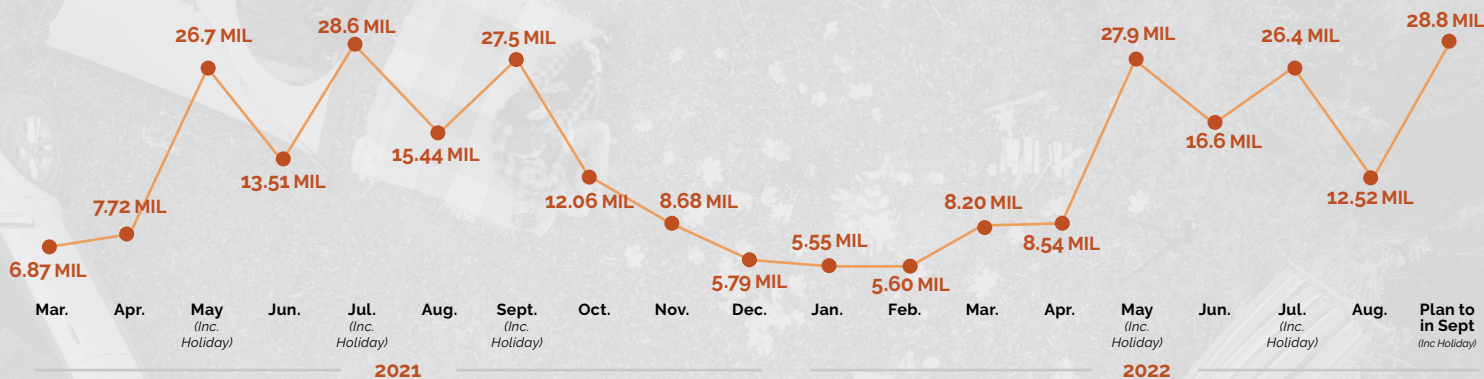 26.7 MIL
28.6 MIL
27.5 MIL
27.9 MIL
26.4 MIL
28.8 MIL
13.51 MIL
15.44 MIL
16.6 MIL
7.72 MIL
12.06 MIL
8.68 MIL
8.20 MIL
12.52 MIL
6.87 MIL
5.79 MIL
5.55 MIL
5.60 MIL
8.54 MIL
Mar.
Apr.
May
(Inc.
Holiday)
Jun.
Jul.
(Inc.
Holiday)
Aug.
Sept.
(Inc.
Holiday)
Oct.
Nov.
Dec.
Jan.
Feb.
Mar.
Apr.
May
(Inc.
Holiday)
Jun.
Jul.
(Inc.
Holiday)
Aug.
Plan to
in Sept
(Inc Holiday)
2021
2022